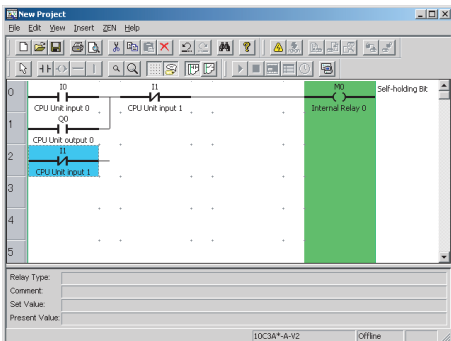 New Project
File Edit View Insert ZEN Help
0
I0
I1
M0
Self-holding Bit
CPU Unit input 0
CPU Unit input 1
Internal Relay 0
1
Q0
CPU Unit output 0
2
I1
CPU Unit input 1
3
4
5
Relay Type:
Comment:
Set Value:
Present Value:
10C3A*-A-V2
Offline